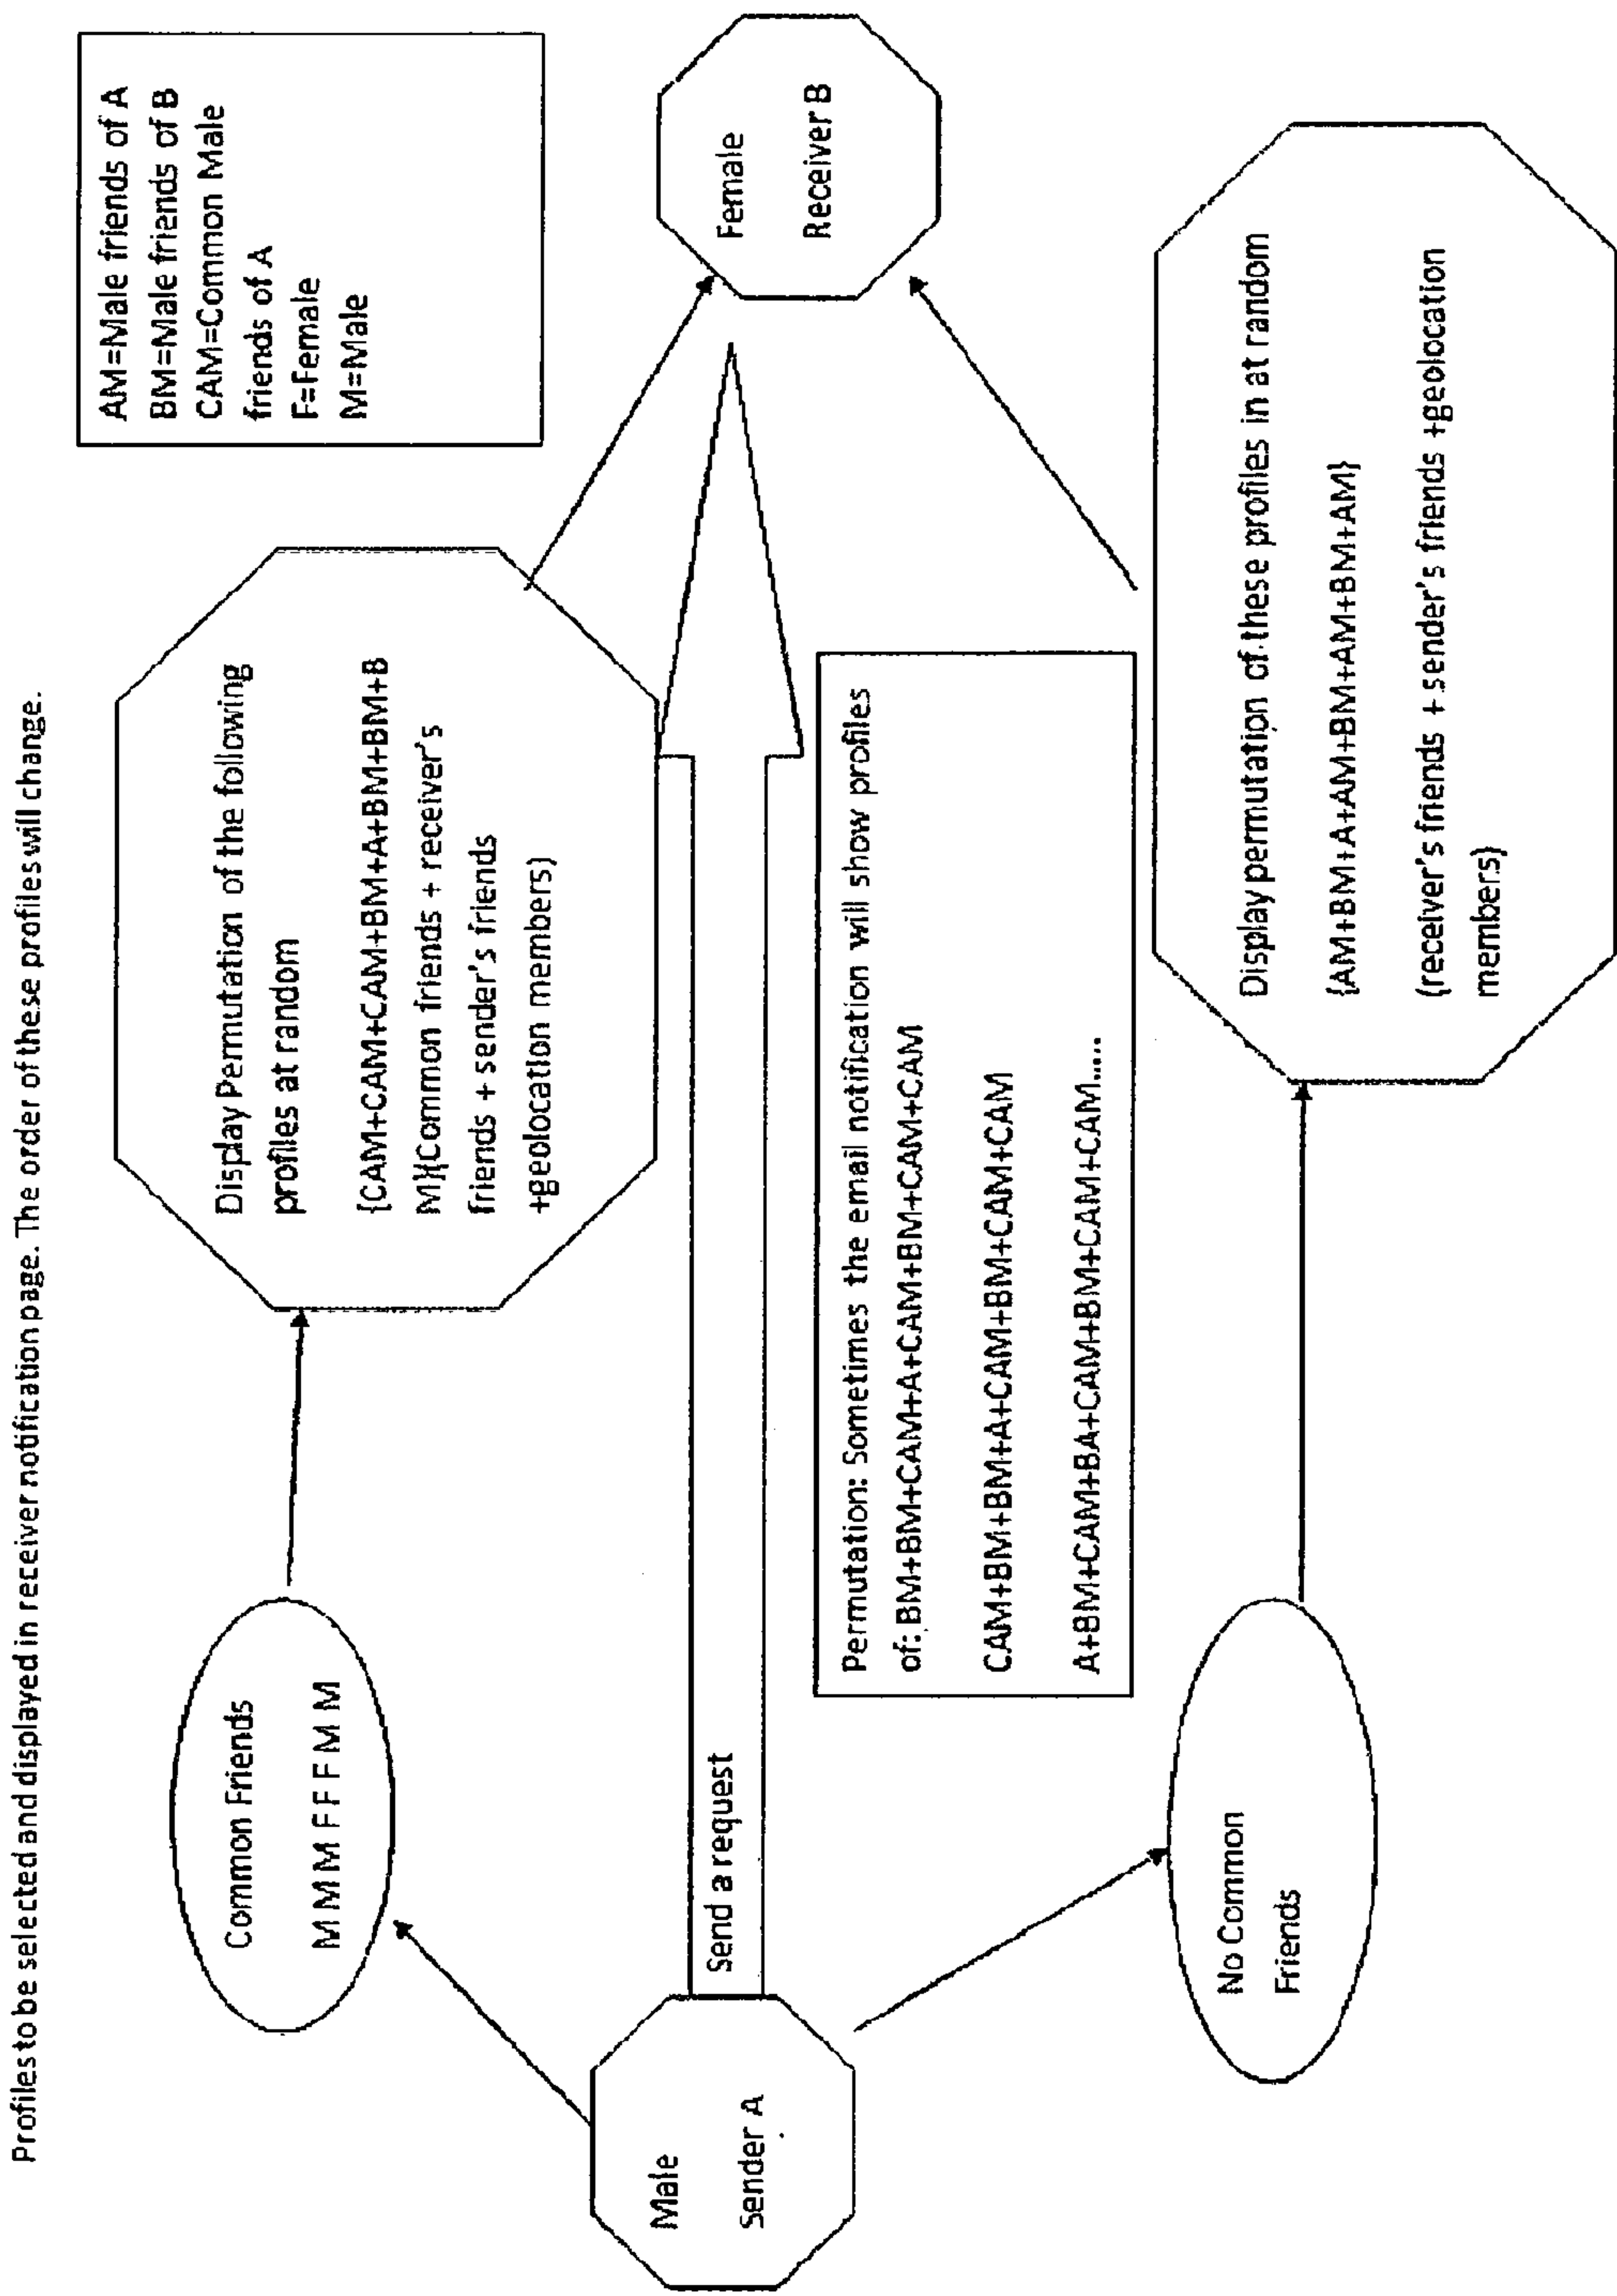 Profiles to be selected and displayed in receiver notification page. The order of these profiles will change.
AM=Male friends of A
BM=Male friends of B
CAM=Common Male
friends of A
F=Female
M=Male
Common Friends
M M M F F F M M
Display Permutation of the following
profiles at random
{CAM+CAM+CAM+BM+A+BM+BM+B
M}{Common friends + receiver's
friends + sender's friends
+geolocation members)
Male
Sender A
Send a request
Female
Receiver B
Permutation: Sometimes the email notification will show profiles
of: BM+BM+CAM+A+CAM+BM+CAM+CAM
CAM+BM+BM+A+CAM+BM+CAM+CAM
A+BM+CAM+BA+CAM+BM+CAM+CAM.....
No Common
Friends
Display permutation of these profiles in at random
{AM+BM+A+AM+BM+AM+BM+AM}
(receiver's friends + sender's friends +geolocation
members}